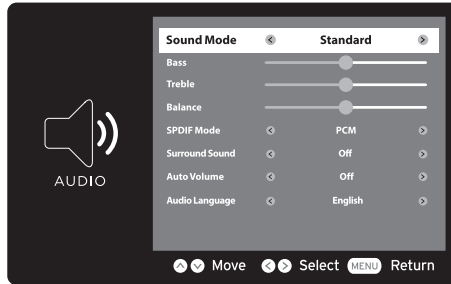 Sound Mode Standard
Bass
Treble
Balance
SPDIF Mode PCM
Surround Sound Off
Auto Volume Off
Audio Language English
AUDIO
Move Select MENU Return